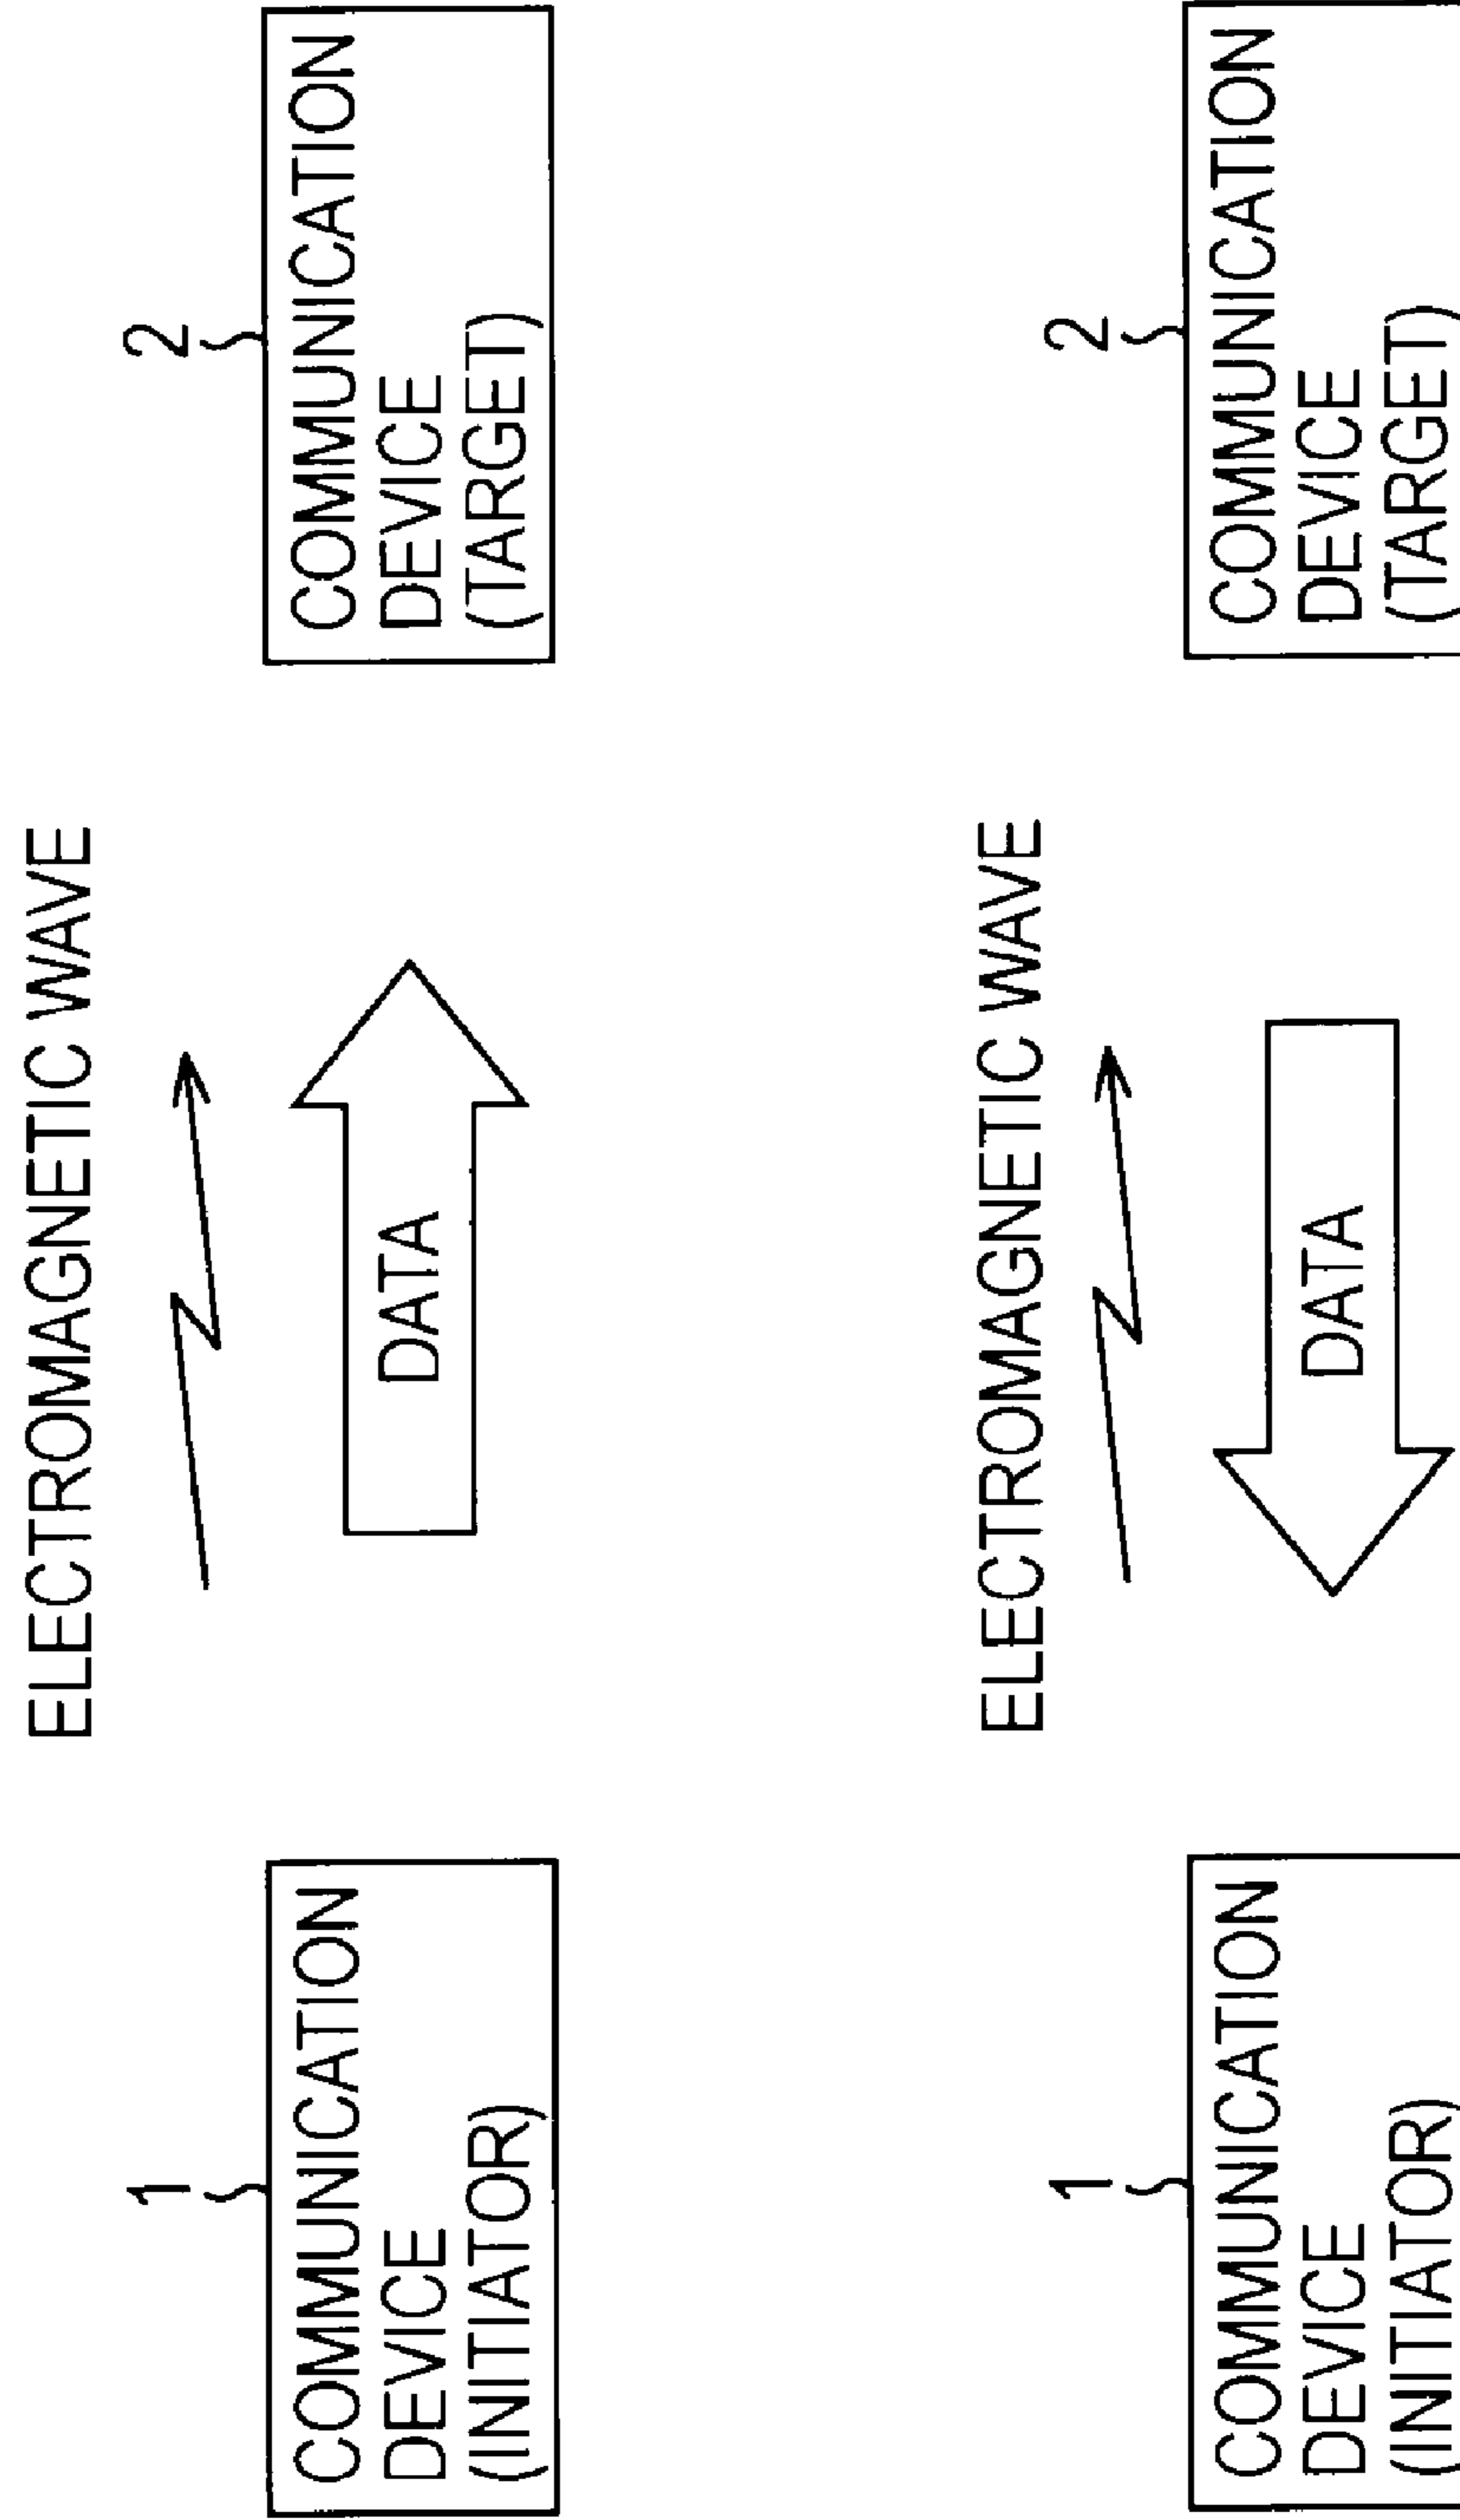 ELECTROMAGNETIC WAVE
1
2
COMMUNICATION
DEVICE
(INITIATOR)
DATA
COMMUNICATION
DEVICE
(TARGET)
ELECTROMAGNETIC WAVE
1
2
COMMUNICATION
DEVICE
(INITIATOR)
DATA
COMMUNICATION
DEVICE
(TARGET)